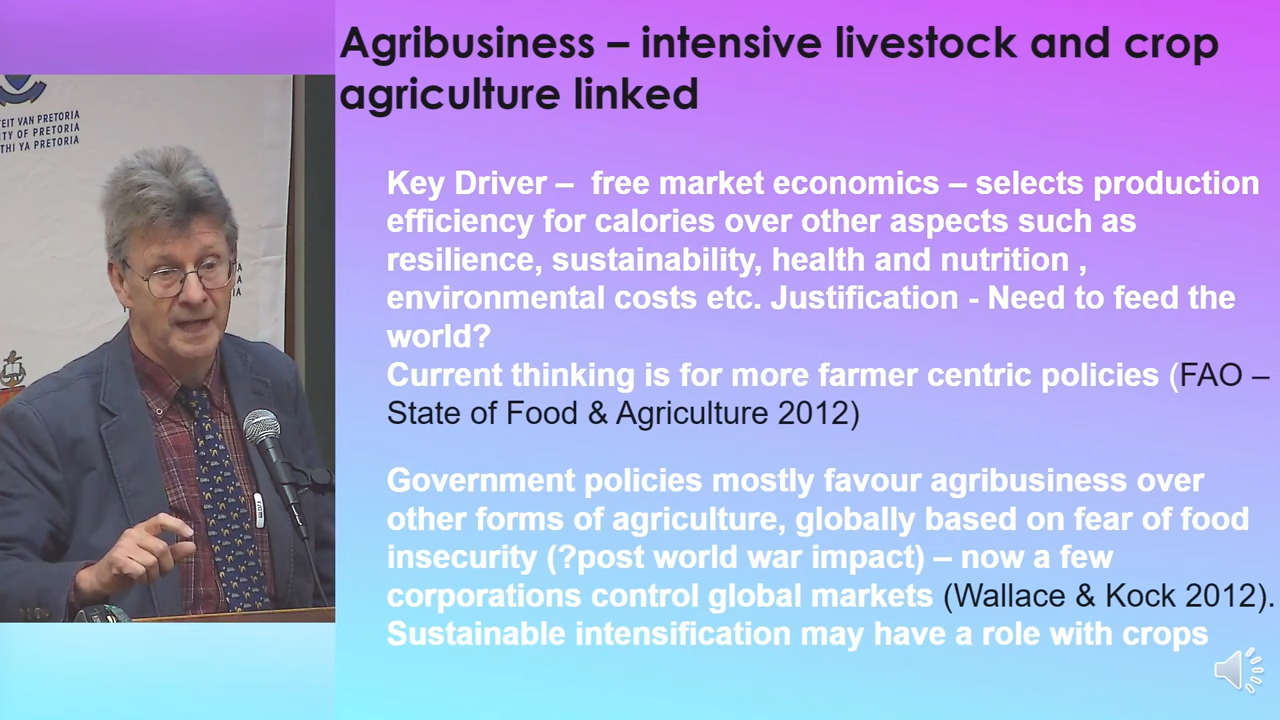 Agribusiness – intensive livestock and crop
agriculture linked
EIT VAN PRETORIA
ITY OF PRETORIA
THI YA PRETORIA
Key Driver –  free market economics – selects production
efficiency for calories over other aspects such as
resilience, sustainability, health and nutrition ,
environmental costs etc. Justification - Need to feed the
world?
Current thinking is for more farmer centric policies (FAO –
State of Food & Agriculture 2012)
Government policies mostly favour agribusiness over
other forms of agriculture, globally based on fear of food
insecurity (?post world war impact) – now a few
corporations control global markets (Wallace & Kock 2012).
Sustainable intensification may have a role with crops